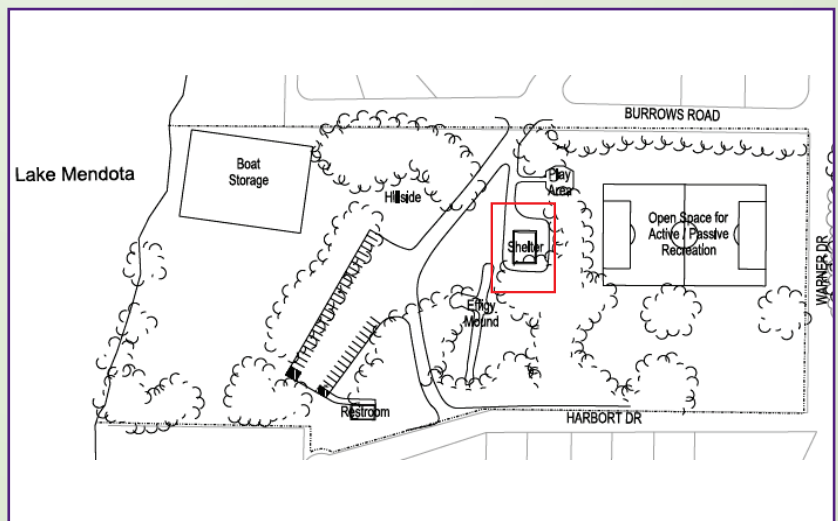 BURROWS ROAD
Lake Mendota
Boat
Storage
Hillside
Play
Area
Shelter
Open Space for
Active / Passive
Recreation
WARNER DR
Effigy
Mound
Restroom
HARBORT DR